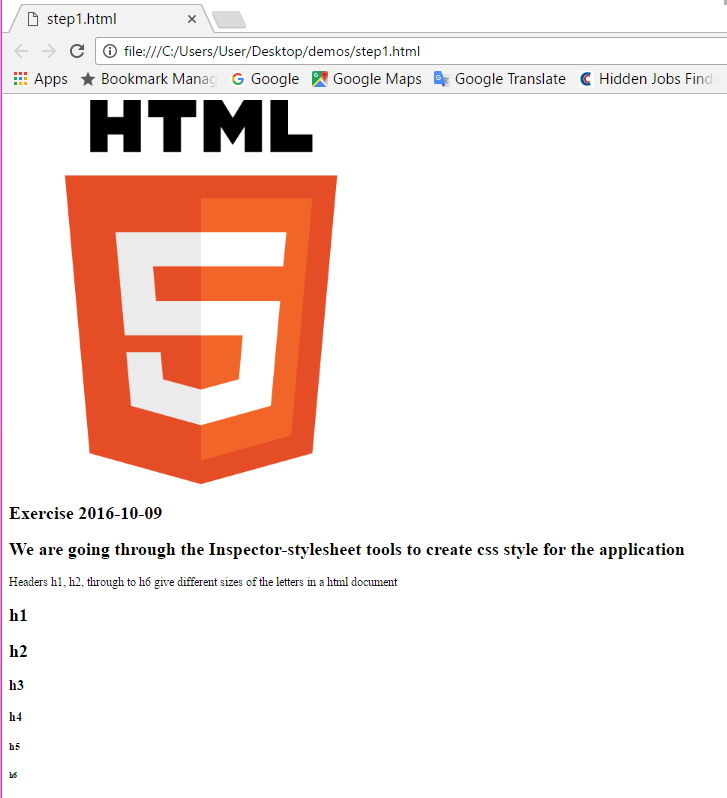 step1.html
file:///C:/Users/User/Desktop/demos/step1.html
Apps Bookmark Manag Google Google Maps Google Translate Hidden Jobs Find
HTML
5
Exercise 2016-10-09
We are going through the Inspector-stylesheet tools to create css style for the application
Headers h1, h2, through to h6 give different sizes of the letters in a html document
h1
h2
h3
h4
h5
h6